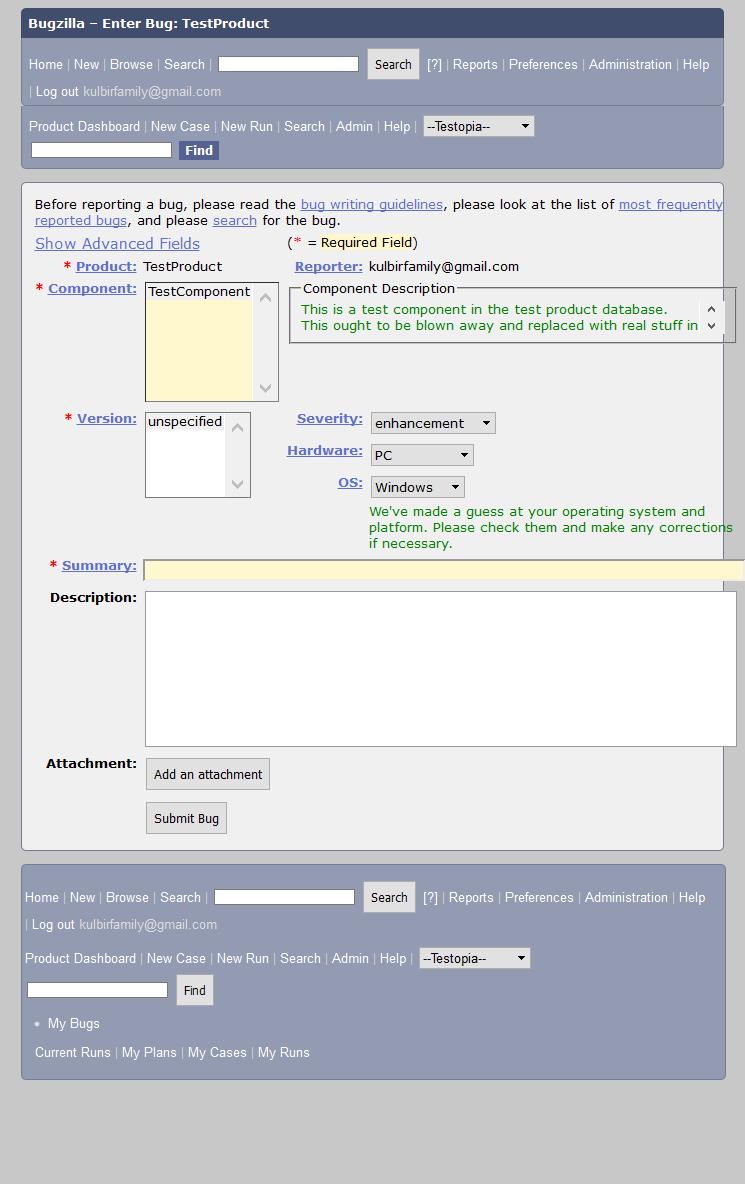 Bugzilla – Enter Bug: TestProduct
Home | New | Browse | Search | Search [?] | Reports | Preferences | Administration | Help
| Log out kulbirfamily@gmail.com
Product Dashboard | New Case | New Run | Search | Admin | Help | --Testopia--
Find
Before reporting a bug, please read the bug writing guidelines, please look at the list of most frequently
reported bugs, and please search for the bug.
Show Advanced Fields (* = Required Field)
* Product: TestProduct Reporter: kulbirfamily@gmail.com
* Component: TestComponent Component Description
This is a test component in the test product database.
This ought to be blown away and replaced with real stuff in
* Version: unspecified Severity: enhancement
Hardware: PC
OS: Windows
We've made a guess at your operating system and
platform. Please check them and make any corrections
if necessary.
* Summary:
Description:
Attachment: Add an attachment
Submit Bug
Home | New | Browse | Search | Search [?] | Reports | Preferences | Administration | Help
| Log out kulbirfamily@gmail.com
Product Dashboard | New Case | New Run | Search | Admin | Help | --Testopia--
Find
• My Bugs
Current Runs | My Plans | My Cases | My Runs